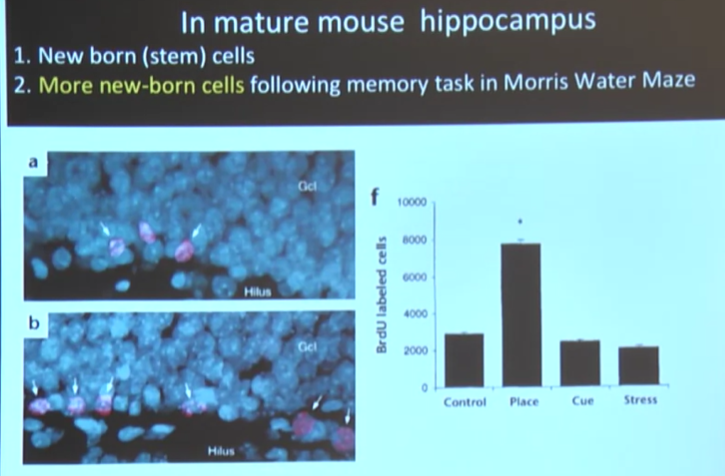 In mature mouse hippocampus
1. New born (stem) cells
2. More new-born cells following memory task in Morris Water Maze
a
Gcl
Hilus
b
Gcl
Hilus
f
BrdU labeled cells
10000
8000
6000
4000
2000
0
*
Control Place Cue Stress